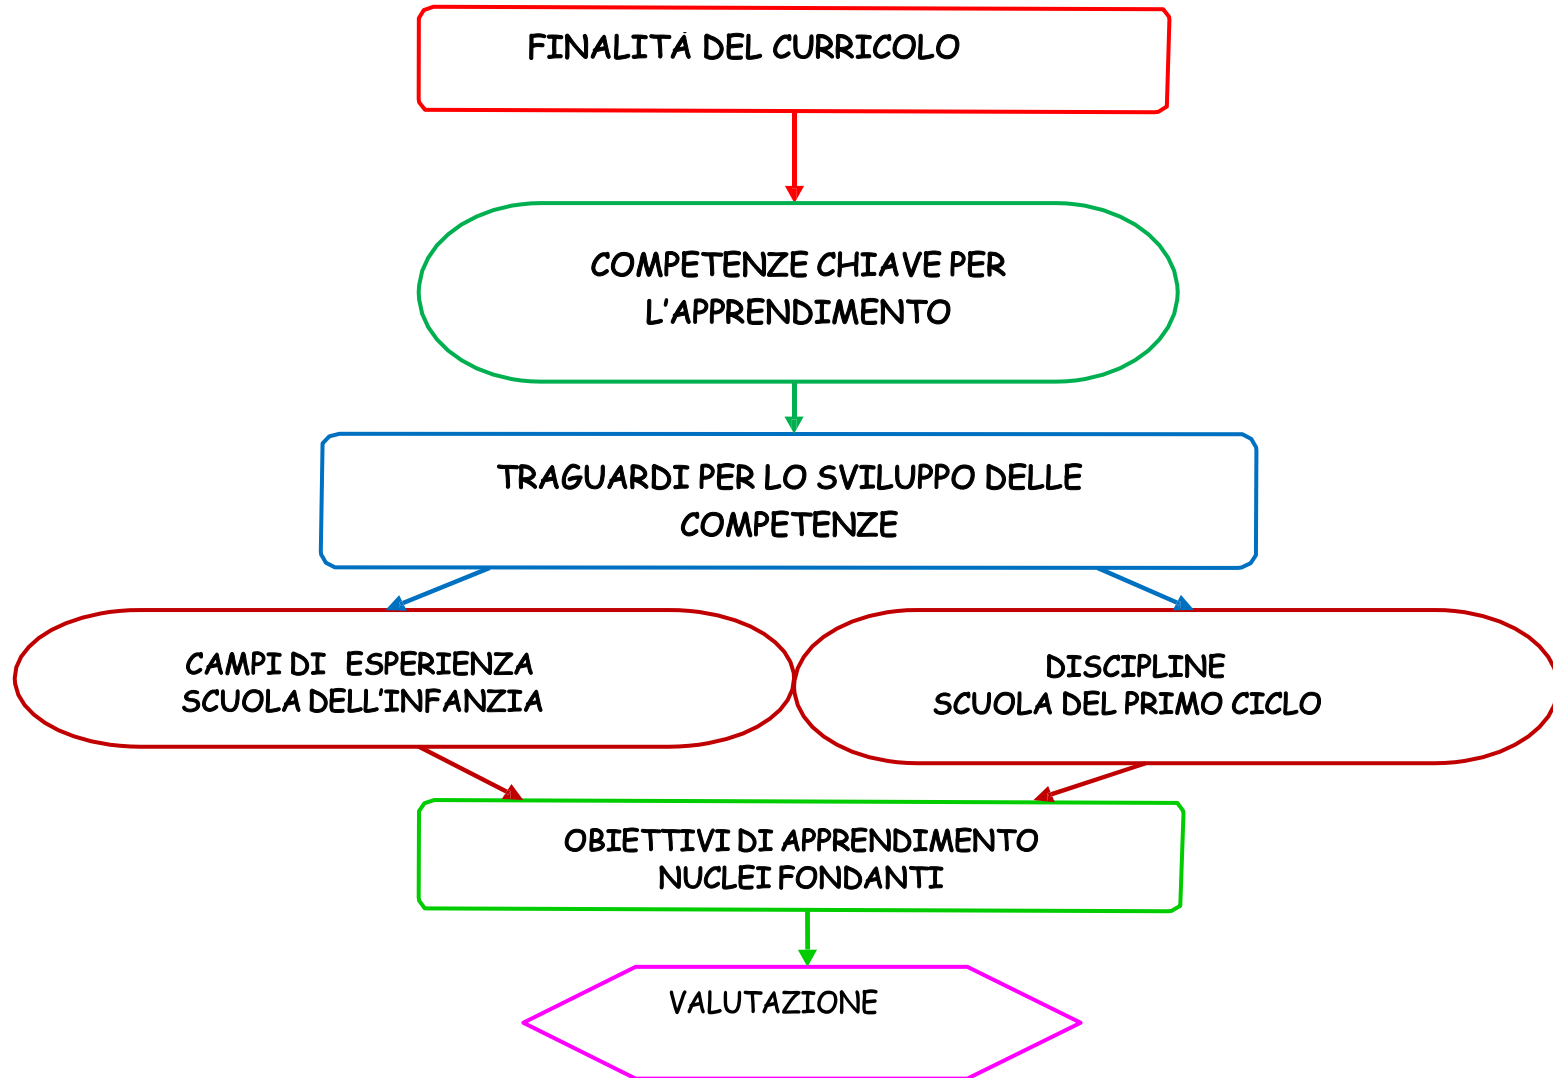 FINALITÀ DEL CURRICOLO
COMPETENZE CHIAVE PER
L'APPRENDIMENTO
TRAGUARDI PER LO SVILUPPO DELLE
COMPETENZE
CAMPI DI ESPERIENZA
SCUOLA DELL'INFANZIA
DISCIPLINE
SCUOLA DEL PRIMO CICLO
OBIETTIVI DI APPRENDIMENTO
NUCLEI FONDANTI
VALUTAZIONE